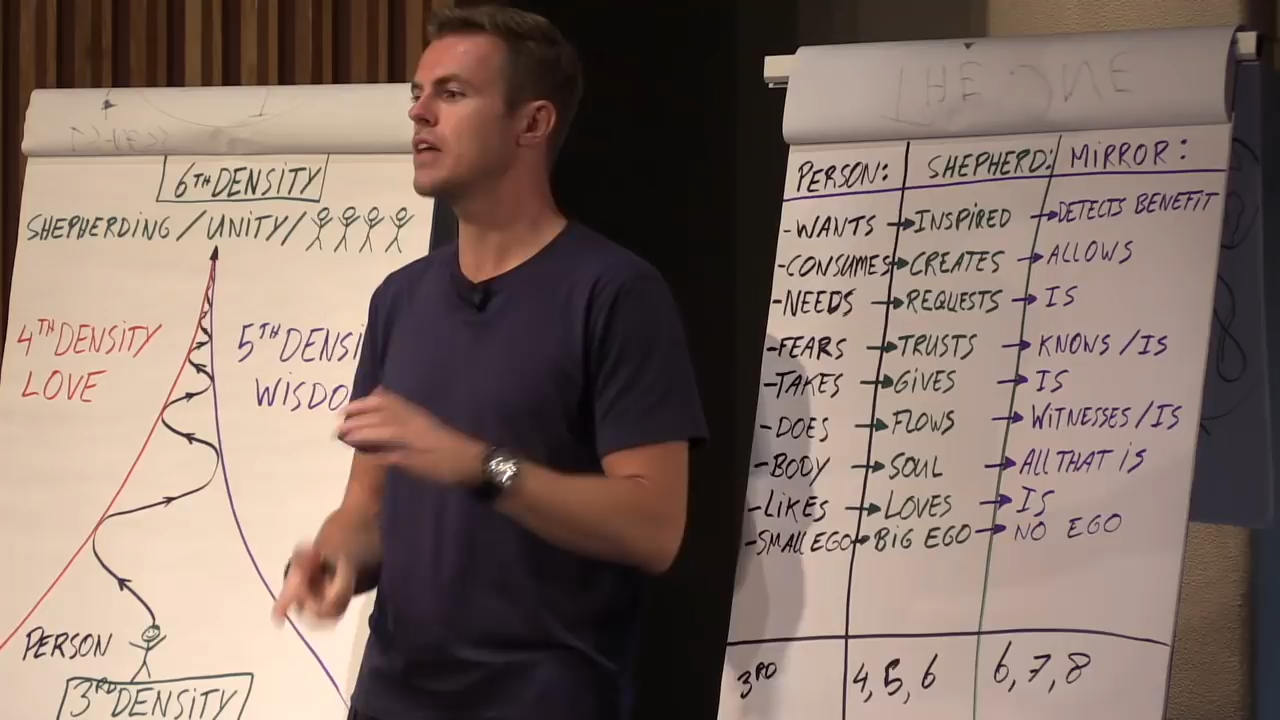 6TH DENSITY
SHEPHERDING / UNITY /
4TH DENSITY
LOVE
5TH DENSI
WISDO
PERSON
3RD DENSITY
THE ONE
PERSON: SHEPHERD: MIRROR:
-WANTS →INSPIRED →DETECTS BENEFIT
-CONSUMES →CREATES →ALLOWS
-NEEDS →REQUESTS →IS
-FEARS →TRUSTS →KNOWS /IS
-TAKES →GIVES →IS
-DOES →FLOWS →WITNESSES/IS
-BODY →SOUL →ALL THAT IS
-LIKES →LOVES →IS
-SMALL EGO →BIG EGO →NO EGO
3RD 4,5,6 6,7,8